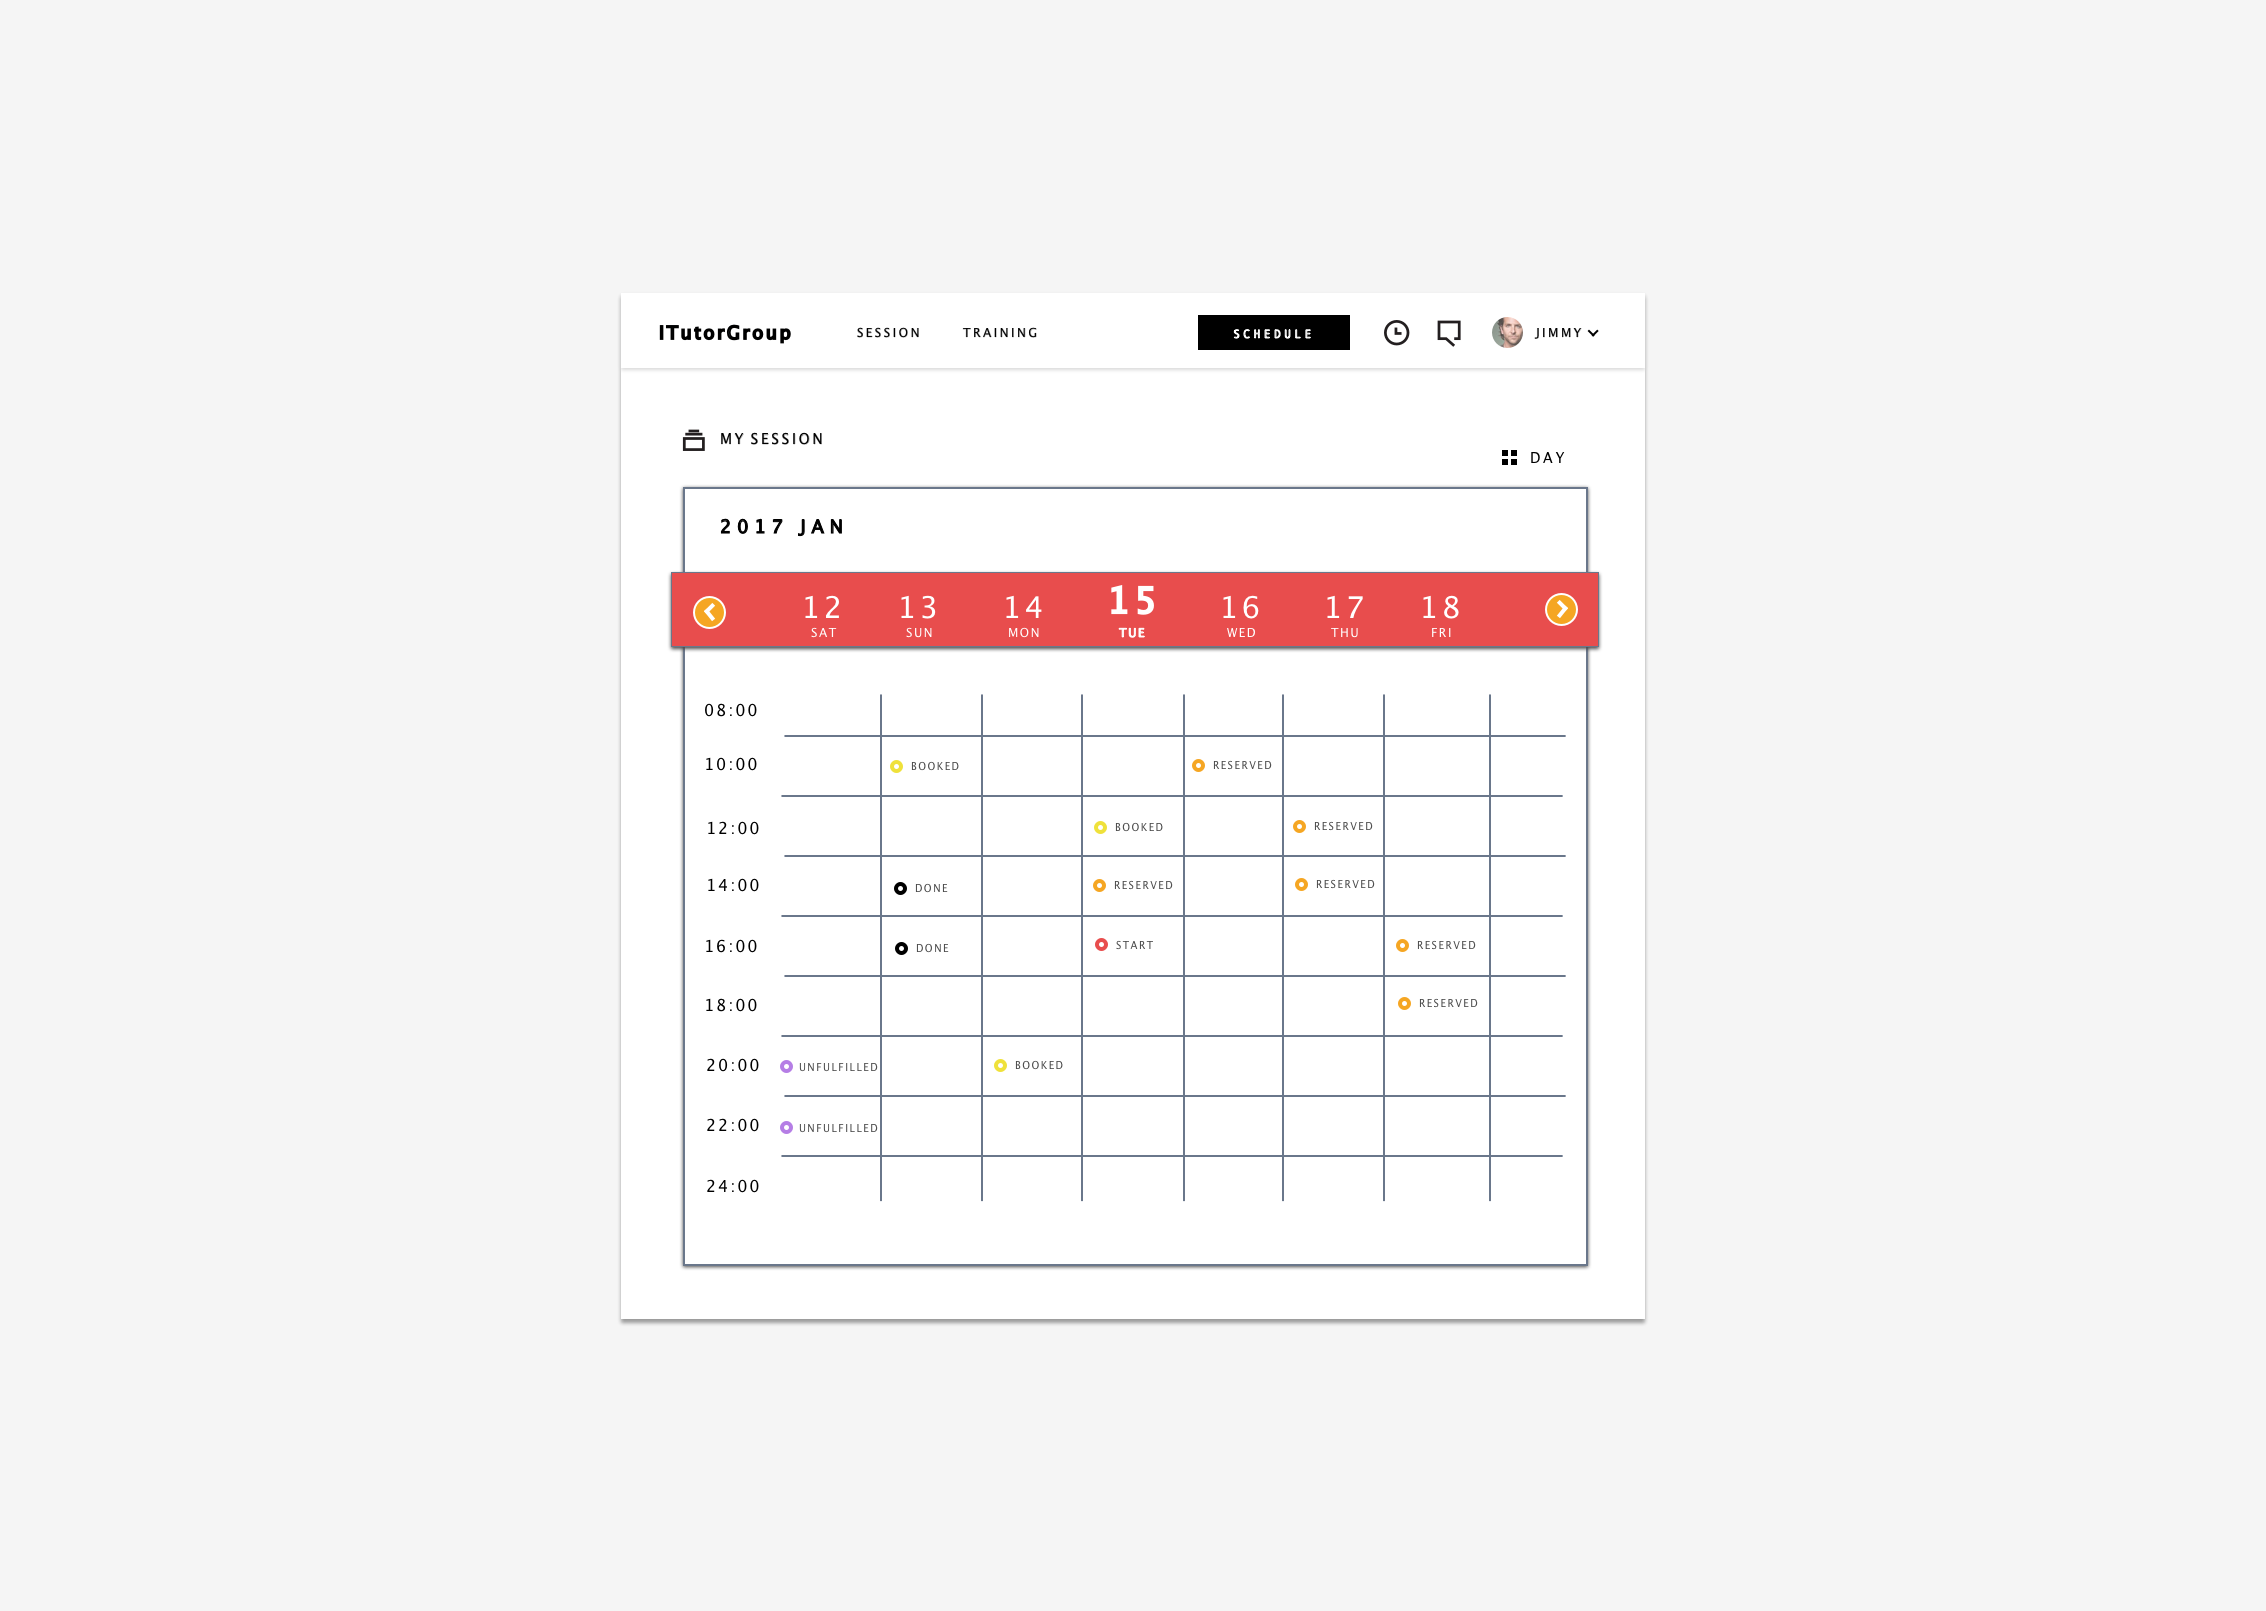 ITutorGroup SESSION TRAINING SCHEDULE JIMMY
MY SESSION
DAY
2017 JAN
12 13 14 15 16 17 18
SAT SUN MON TUE WED THU FRI
08:00
10:00 BOOKED RESERVED
12:00 BOOKED RESERVED
14:00 DONE RESERVED RESERVED
16:00 DONE START RESERVED
18:00 RESERVED
20:00 UNFULFILLED BOOKED
22:00 UNFULFILLED
24:00